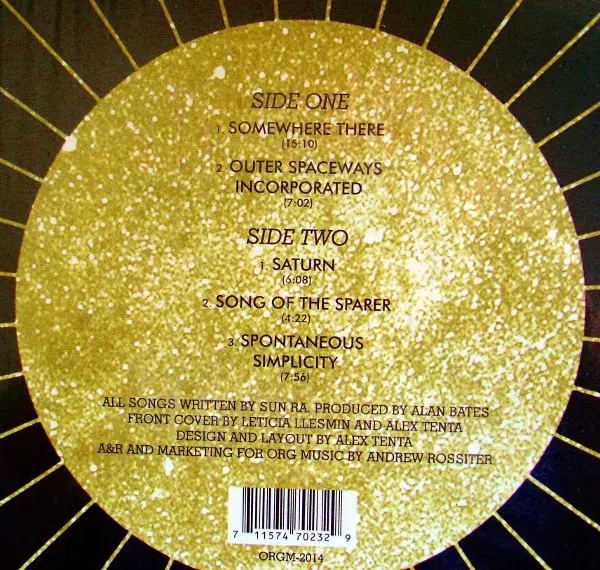 SIDE ONE
1. SOMEWHERE THERE
(15:10)
2. OUTER SPACEWAYS
INCORPORATED
(7:02)
SIDE TWO
1. SATURN
(6:08)
2. SONG OF THE SPARER
(4:22)
3. SPONTANEOUS
SIMPLICITY
(7:56)
ALL SONGS WRITTEN BY SUN RA. PRODUCED BY ALAN BATES
FRONT COVER BY LETICIA LLESMIN AND ALEX TENTA
DESIGN AND LAYOUT BY ALEX TENTA
A&R AND MARKETING FOR ORG MUSIC BY ANDREW ROSSITER
7 11574 70232 9
ORGM-2014